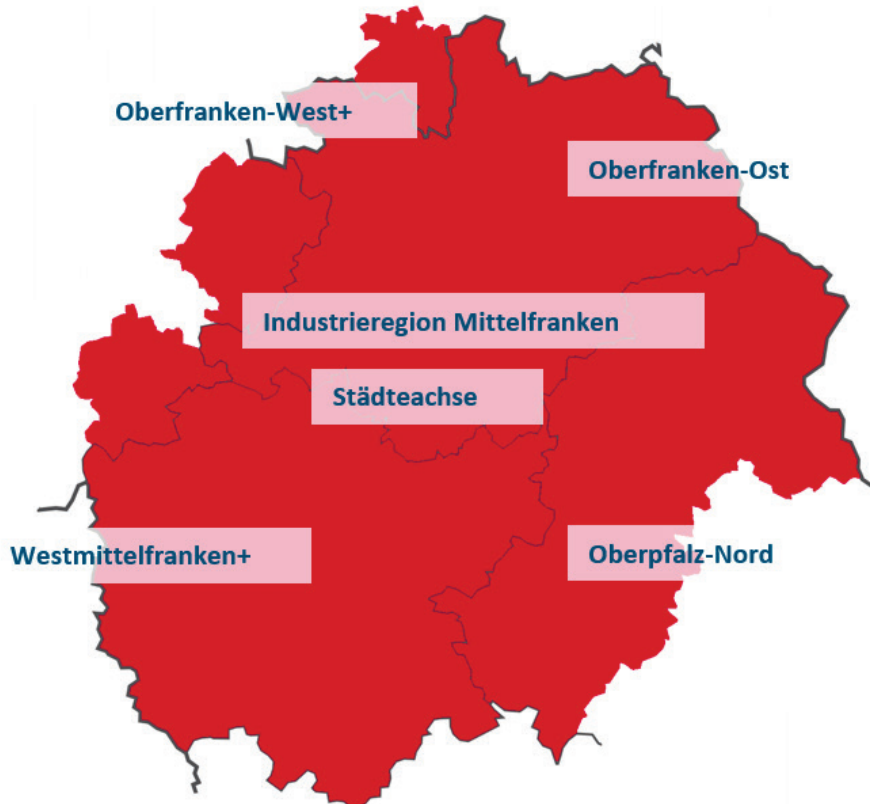 Oberfranken-West+
Oberfranken-Ost
Industrieregion Mittelfranken
Städteachse
Westmittelfranken+
Oberpfalz-Nord